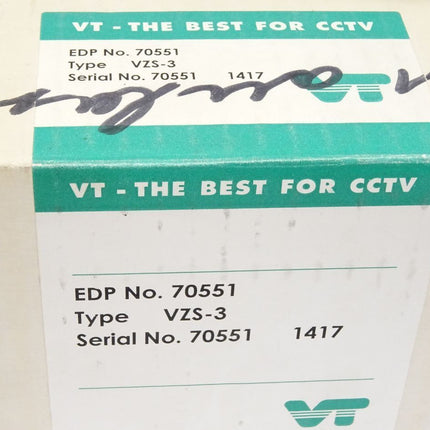 VT - THE BEST FOR CCTV
EDP No. 70551
Type VZS-3
Serial No. 70551 1417
VT
VT - THE BEST FOR CCTV
EDP No. 70551
Type VZS-3
Serial No. 70551 1417
VT